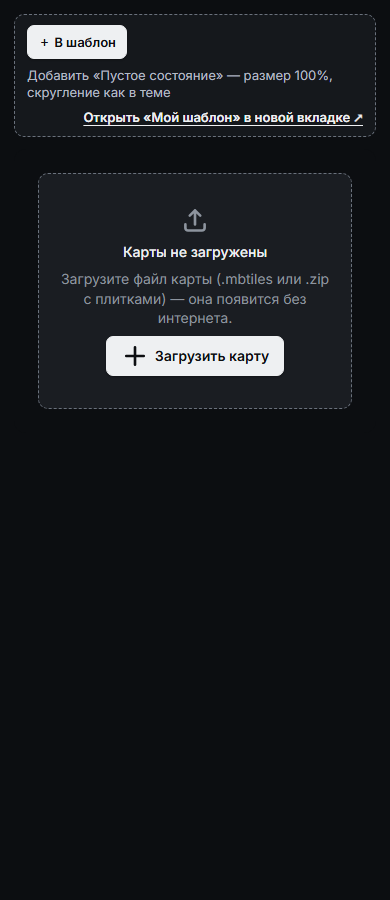 + В шаблон
Добавить «Пустое состояние» — размер 100%,
скругление как в теме
Открыть «Мой шаблон» в новой вкладке ↗
Карты не загружены
Загрузите файл карты (.mbtiles или .zip
с плитками) — она появится без
интернета.
Загрузить карту